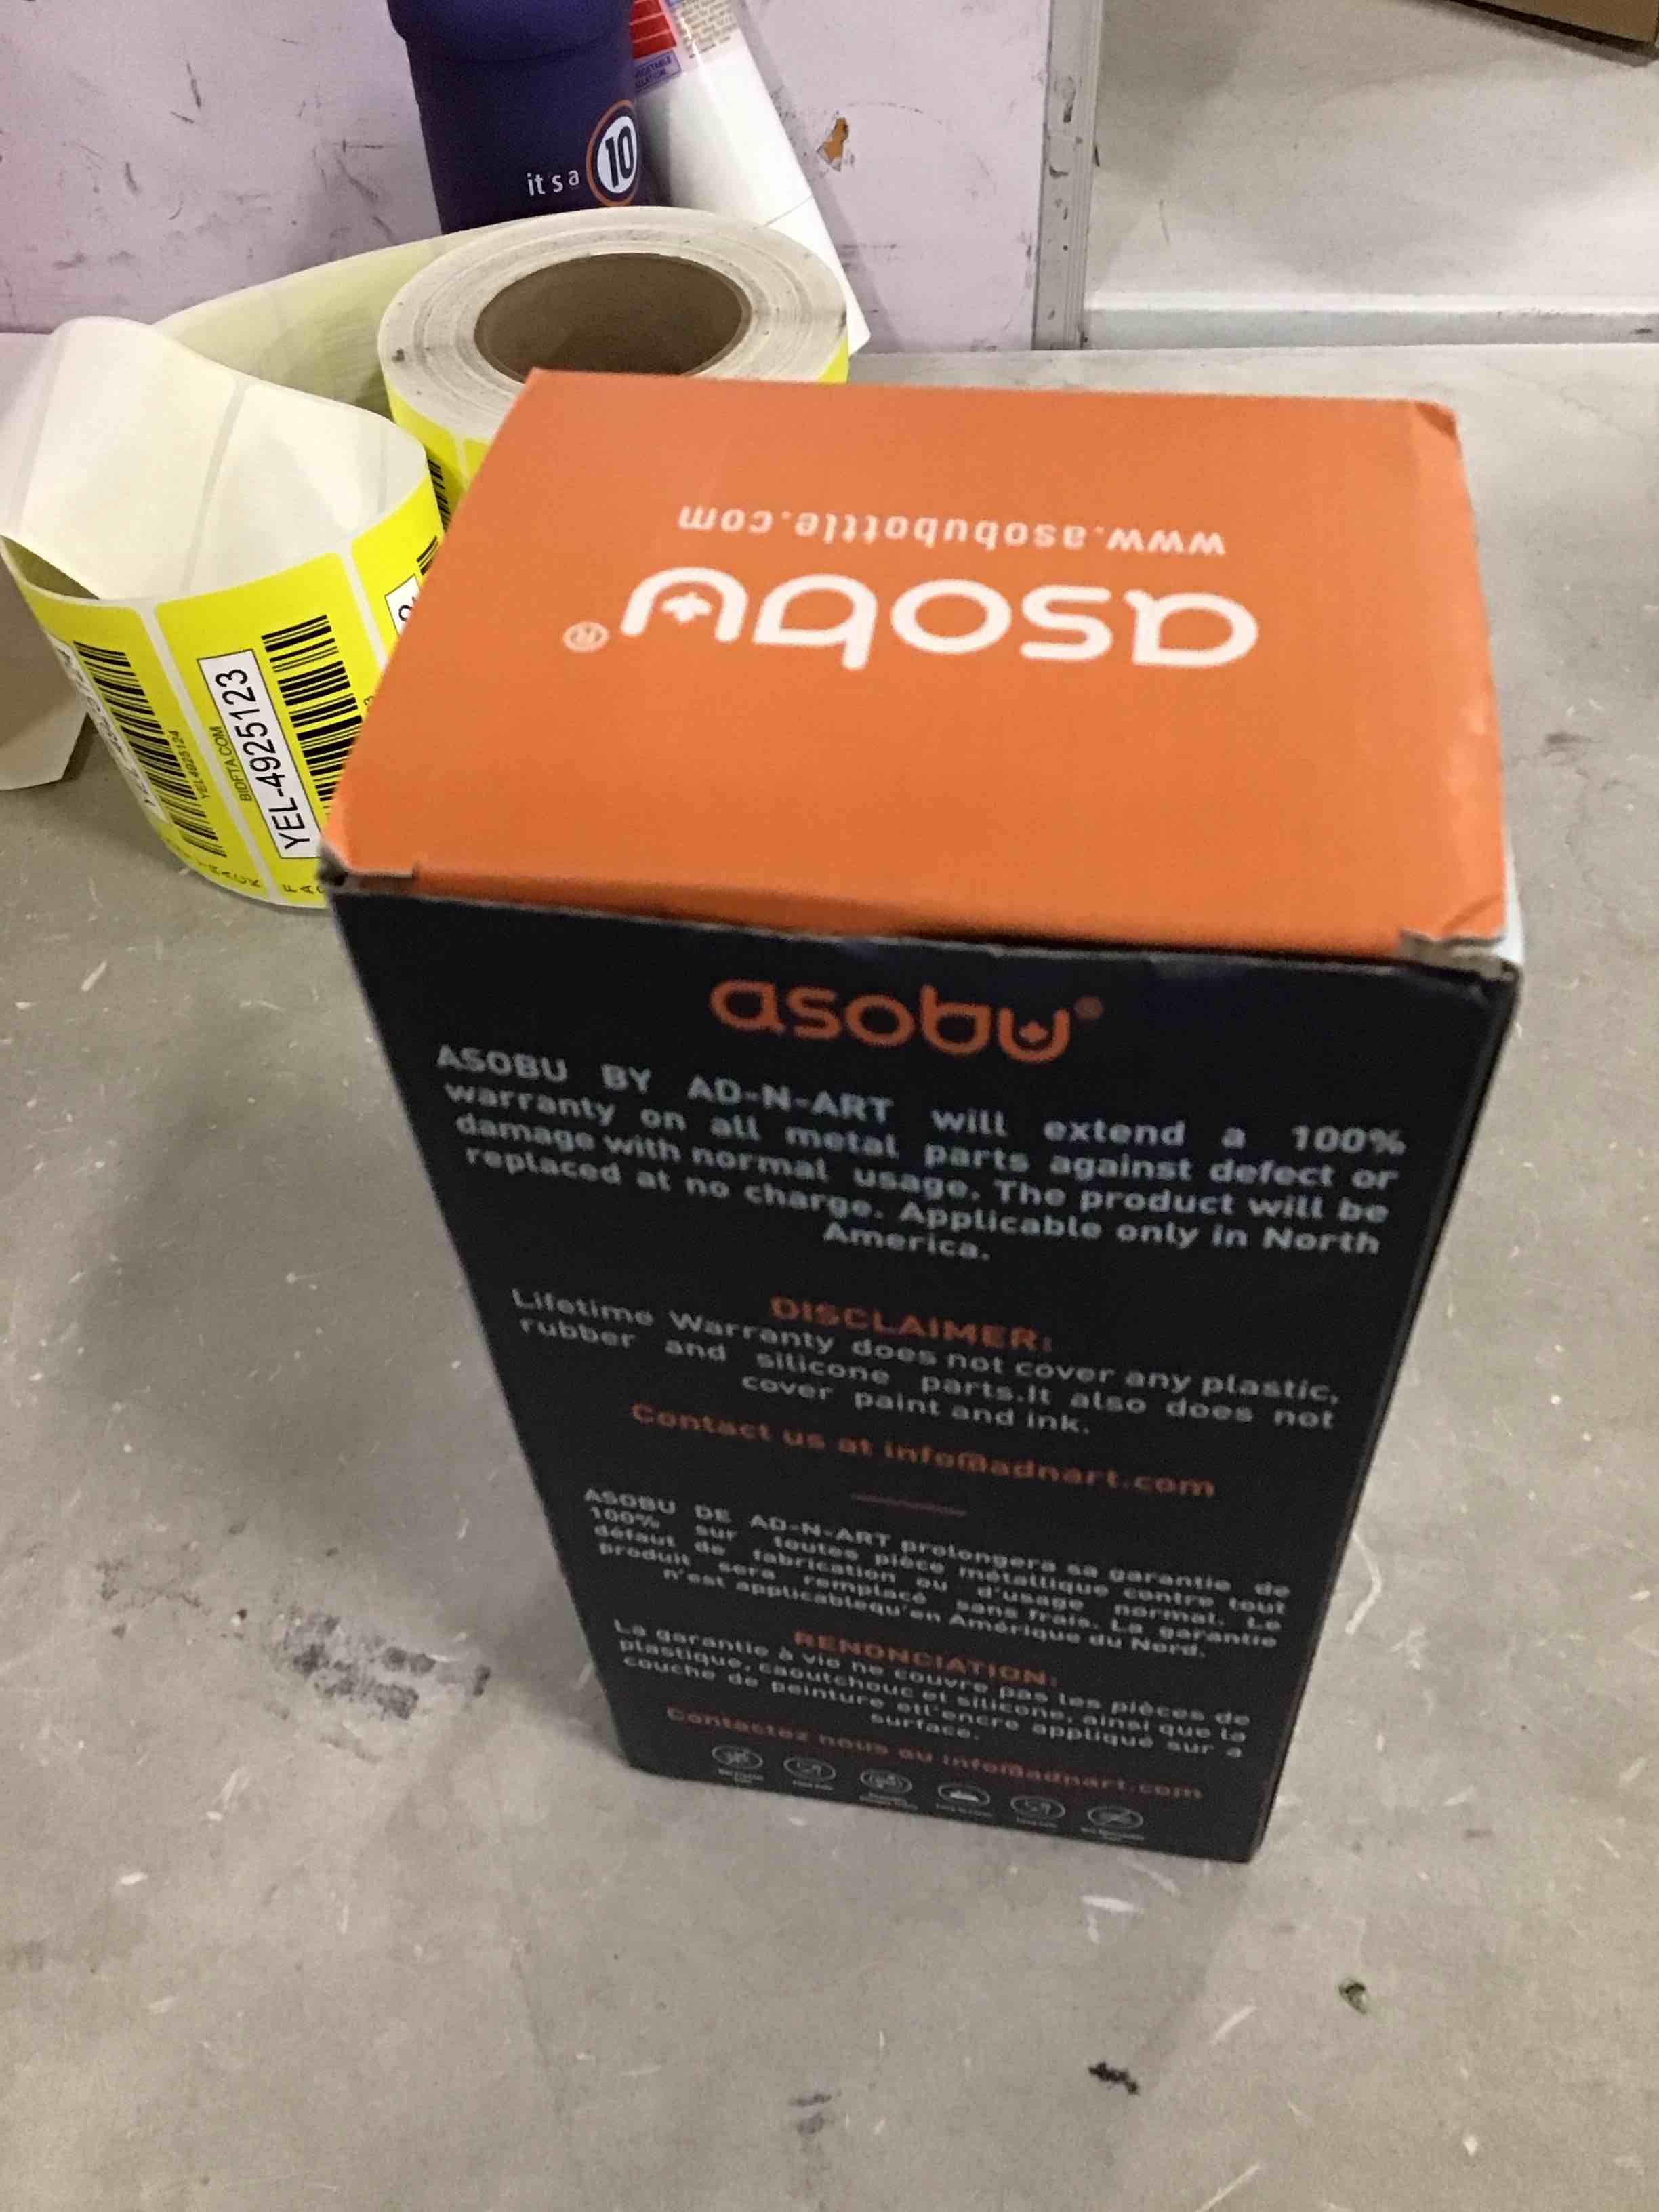 it's a 10
www.asobubottle.com
asobu®
YEL-4925123
BIDFTA.COM
YEL4925124
asobu®
ASOBU BY AD-N-ART will extend a 100%
warranty on all metal parts against defect or
damage with normal usage. The product will be
replaced at no charge. Applicable only in North
America.
DISCLAIMER:
Lifetime Warranty does not cover any plastic,
rubber and silicone parts.It also does not
cover paint and ink.
Contact us at info@adnart.com
ASOBU DE AD-N-ART prolongera sa garantie de
100% sur toutes pièce métallique contre tout
défaut de fabrication ou d'usage normal. Le
produit sera remplacé sans frais. La garantie
n'est applicablequ'en Amérique du Nord.
RENONCIATION:
La garantie à vie ne couvre pas les pièces de
plastique, caoutchouc et silicone, ainsi que la
couche de peinture etl'encre appliqué sur a
surface.
Contactez nous au info@adnart.com